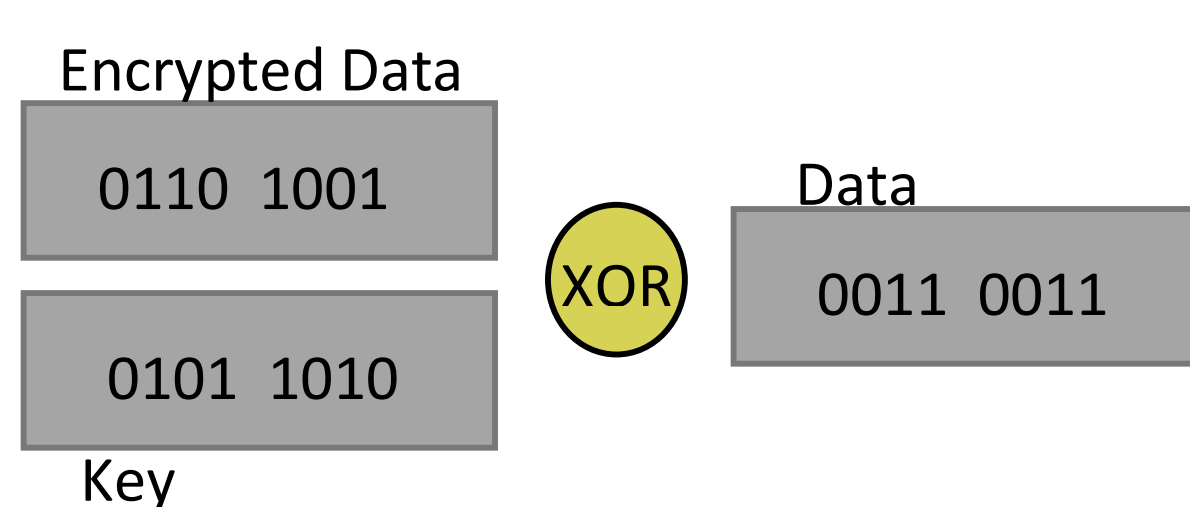 Encrypted Data
0110 1001
0101 1010
Key
XOR
Data
0011 0011